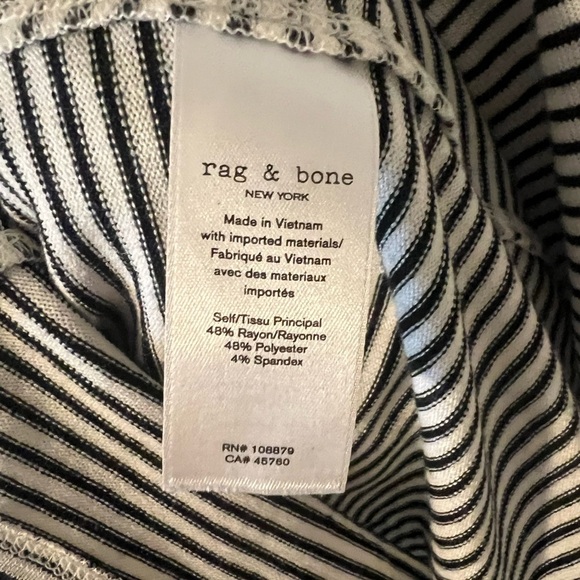 rag & bone
NEW YORK
Made in Vietnam
with imported materials/
Fabriqué au Vietnam
avec des materiaux
importés
Self/Tissu Principal
48% Rayon/Rayonne
48% Polyester
4% Spandex
RN# 108879
CA# 45760